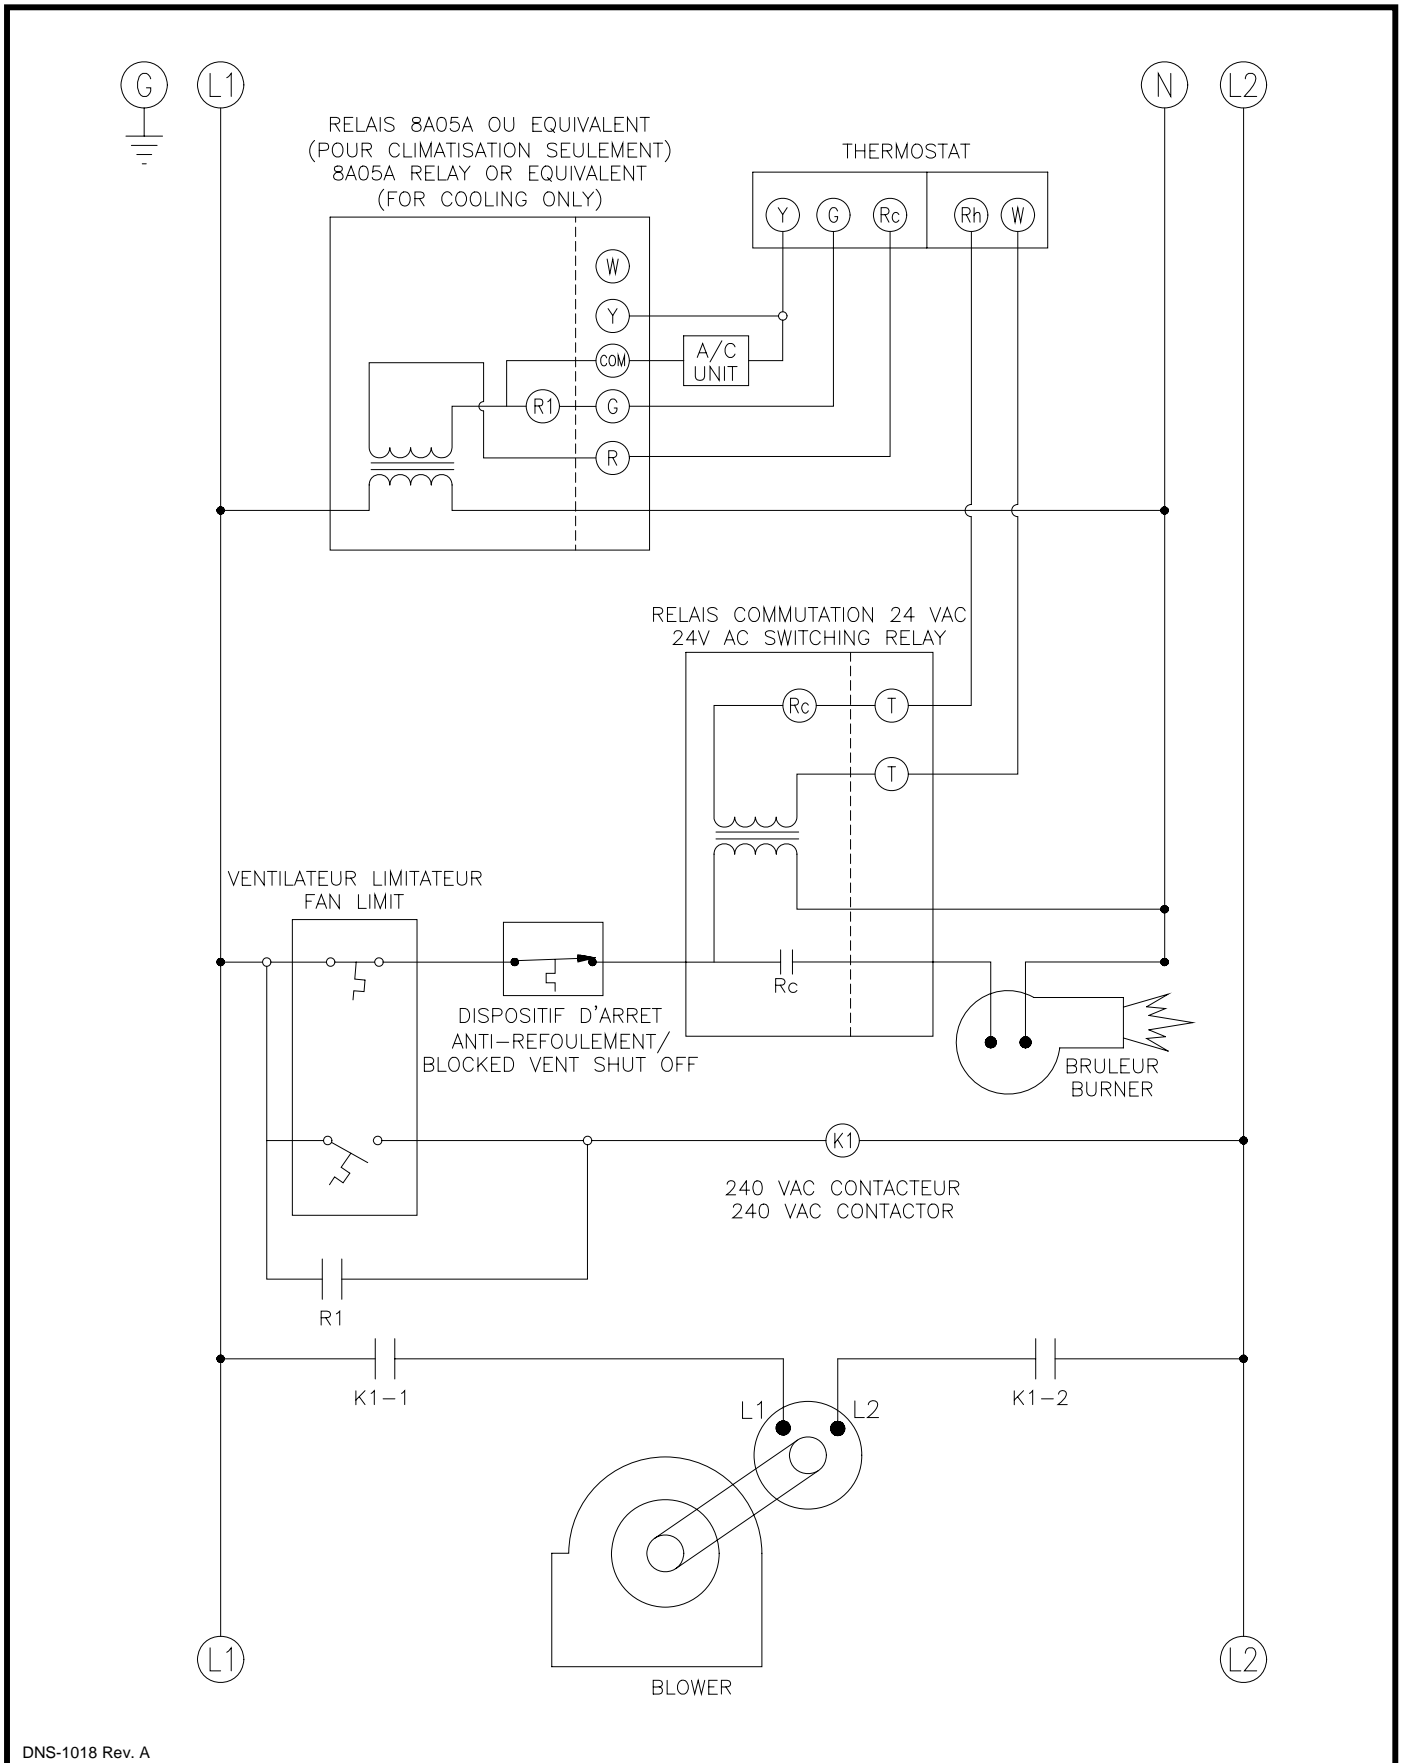 G
L1
N
L2
RELAIS 8A05A OU EQUIVALENT
(POUR CLIMATISATION SEULEMENT)
8A05A RELAY OR EQUIVALENT
(FOR COOLING ONLY)
THERMOSTAT
Y
G
Rc
Rh
W
W
Y
COM
A/C
UNIT
R1
G
R
RELAIS COMMUTATION 24 VAC
24V AC SWITCHING RELAY
Rc
T
T
VENTILATEUR LIMITATEUR
FAN LIMIT
Rc
DISPOSITIF D'ARRET
ANTI-REFOULEMENT/
BLOCKED VENT SHUT OFF
BRULEUR
BURNER
K1
240 VAC CONTACTEUR
240 VAC CONTACTOR
R1
K1-1
K1-2
L1
L2
L1
L2
BLOWER
DNS-1018 Rev. A